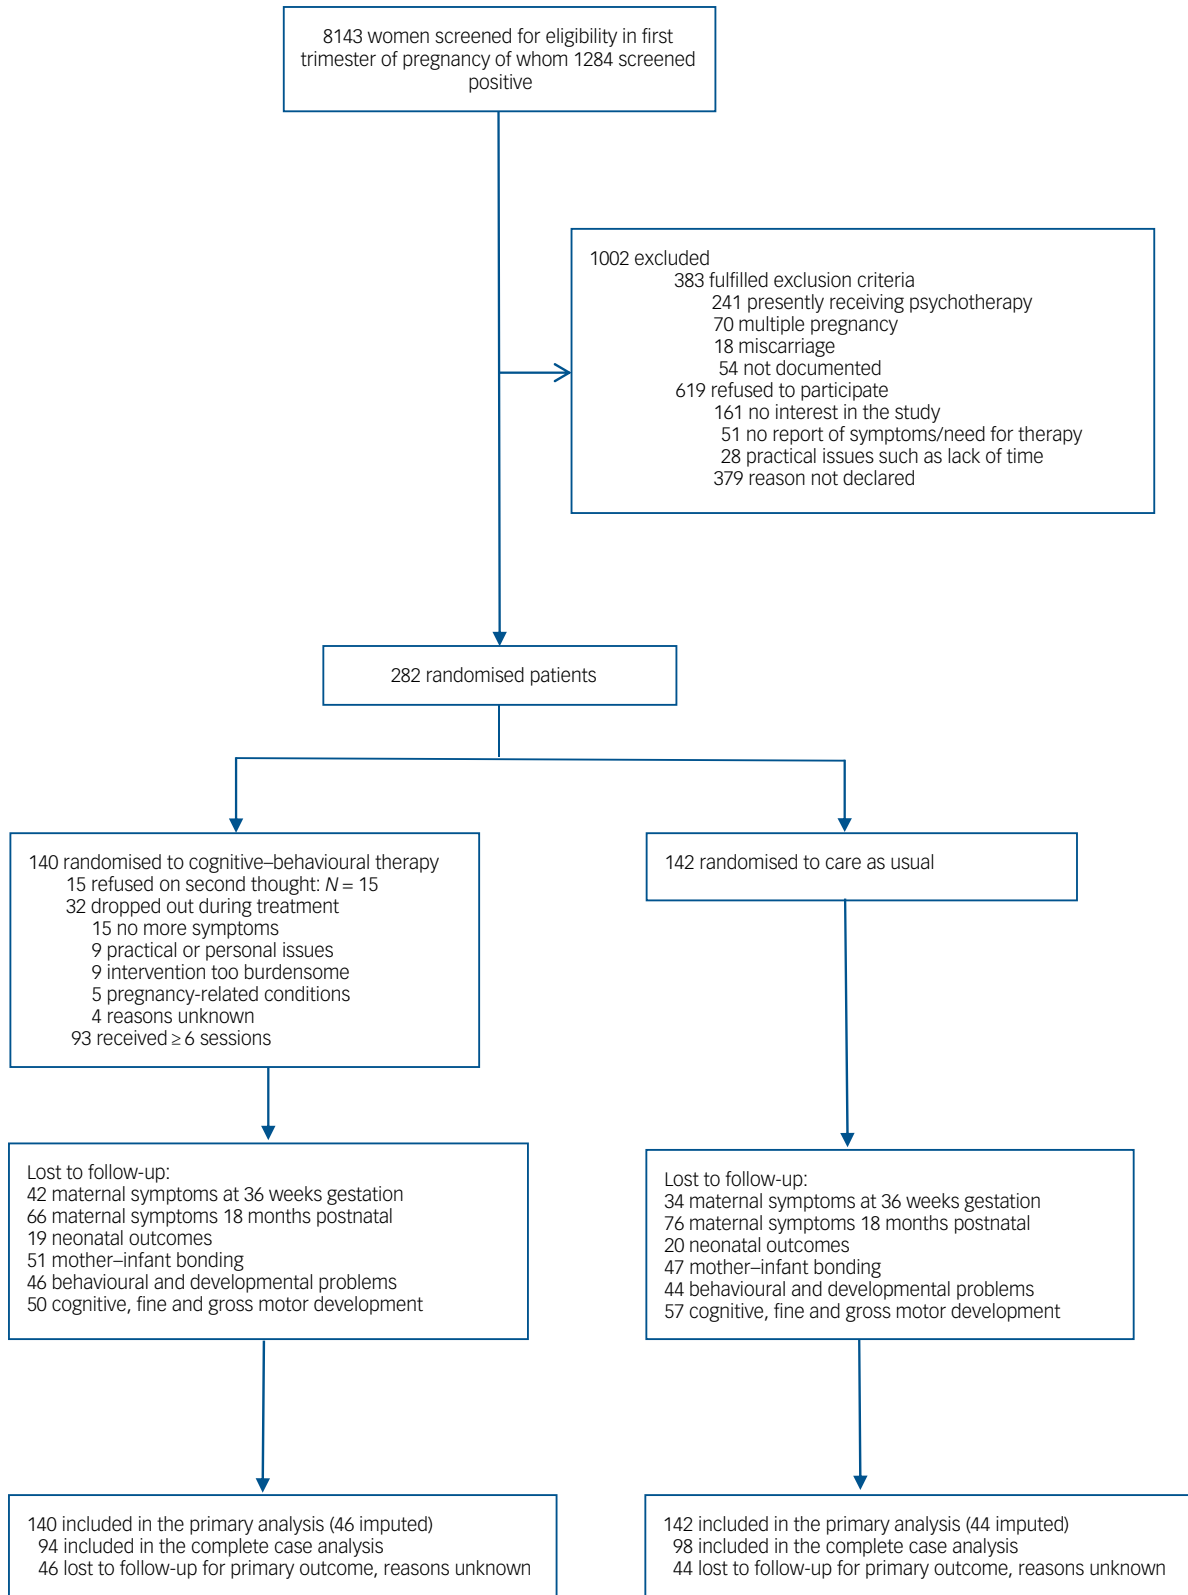 8143 women screened for eligibility in first
trimester of pregnancy of whom 1284 screened
positive
1002 excluded
383 fulfilled exclusion criteria
241 presently receiving psychotherapy
70 multiple pregnancy
18 miscarriage
54 not documented
619 refused to participate
161 no interest in the study
51 no report of symptoms/need for therapy
28 practical issues such as lack of time
379 reason not declared
282 randomised patients
140 randomised to cognitive–behavioural therapy
15 refused on second thought: N = 15
32 dropped out during treatment
15 no more symptoms
9 practical or personal issues
9 intervention too burdensome
5 pregnancy-related conditions
4 reasons unknown
93 received ≥ 6 sessions
142 randomised to care as usual
Lost to follow-up:
42 maternal symptoms at 36 weeks gestation
66 maternal symptoms 18 months postnatal
19 neonatal outcomes
51 mother–infant bonding
46 behavioural and developmental problems
50 cognitive, fine and gross motor development
Lost to follow-up:
34 maternal symptoms at 36 weeks gestation
76 maternal symptoms 18 months postnatal
20 neonatal outcomes
47 mother–infant bonding
44 behavioural and developmental problems
57 cognitive, fine and gross motor development
140 included in the primary analysis (46 imputed)
94 included in the complete case analysis
46 lost to follow-up for primary outcome, reasons unknown
142 included in the primary analysis (44 imputed)
98 included in the complete case analysis
44 lost to follow-up for primary outcome, reasons unknown